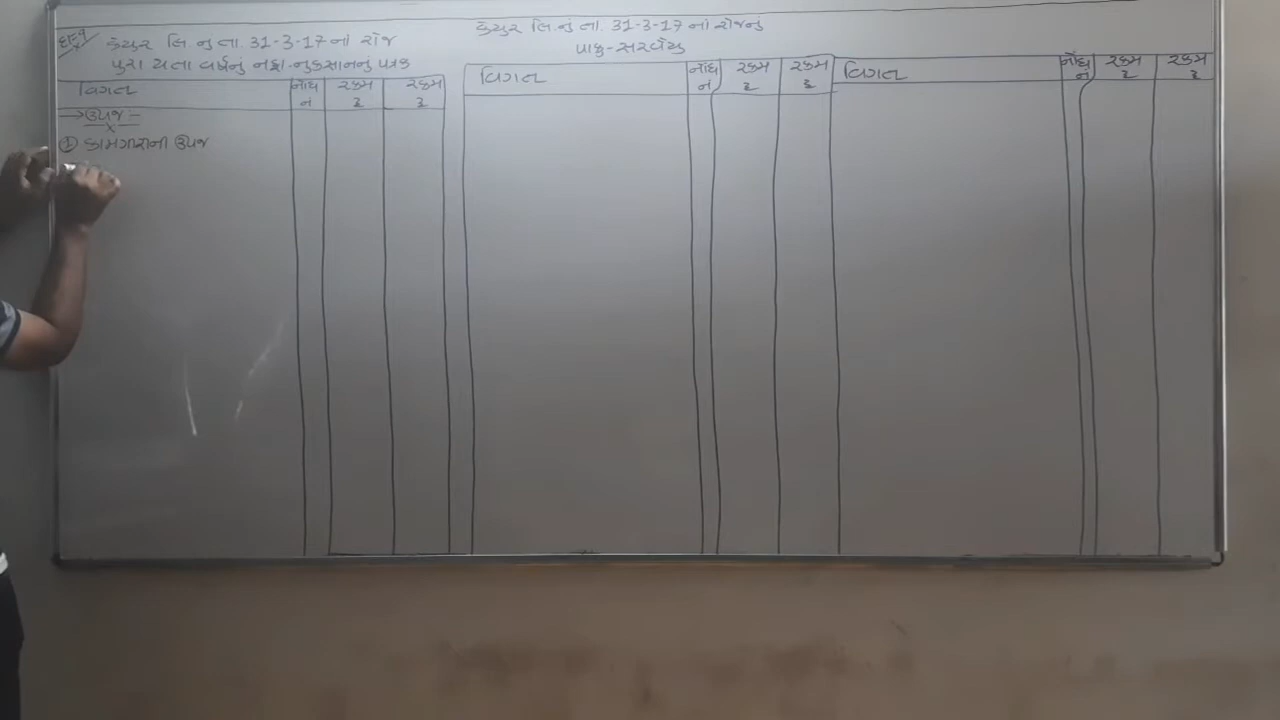 દા-૧
કેયુર લિ નું તા. 31-3-17 ના રોજ
પુરા થતા વર્ષનું નફા-નુકસાનનું પત્રક
વિગત નોંધ નં રકમ ₹ રકમ ₹
→ ઉપજ :-
① કામગીરીની ઉપજ
કેયુર લિ.નું તા. 31-3-17 ના રોજનું
પાકુ-સરવૈયુ
વિગત નોંધ નં રકમ ₹ રકમ ₹
વિગત નોંધ નં રકમ ₹ રકમ ₹